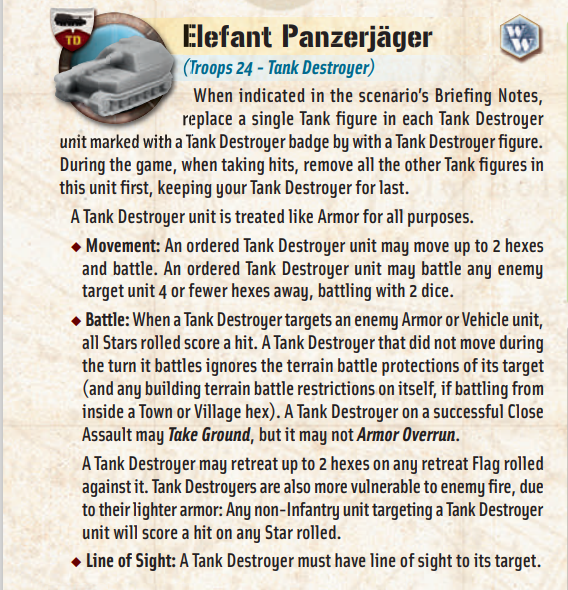 TD
Elefant Panzerjäger
WW
(Troops 24 - Tank Destroyer)
When indicated in the scenario's Briefing Notes,
replace a single Tank figure in each Tank Destroyer
unit marked with a Tank Destroyer badge by with a Tank Destroyer figure.
During the game, when taking hits, remove all the other Tank figures in
this unit first, keeping your Tank Destroyer for last.
A Tank Destroyer unit is treated like Armor for all purposes.
◆ Movement: An ordered Tank Destroyer unit may move up to 2 hexes
and battle. An ordered Tank Destroyer unit may battle any enemy
target unit 4 or fewer hexes away, battling with 2 dice.
◆ Battle: When a Tank Destroyer targets an enemy Armor or Vehicle unit,
all Stars rolled score a hit. A Tank Destroyer that did not move during
the turn it battles ignores the terrain battle protections of its target
(and any building terrain battle restrictions on itself, if battling from
inside a Town or Village hex). A Tank Destroyer on a successful Close
Assault may Take Ground, but it may not Armor Overrun.
A Tank Destroyer may retreat up to 2 hexes on any retreat Flag rolled
against it. Tank Destroyers are also more vulnerable to enemy fire, due
to their lighter armor: Any non-Infantry unit targeting a Tank Destroyer
unit will score a hit on any Star rolled.
◆ Line of Sight: A Tank Destroyer must have line of sight to its target.